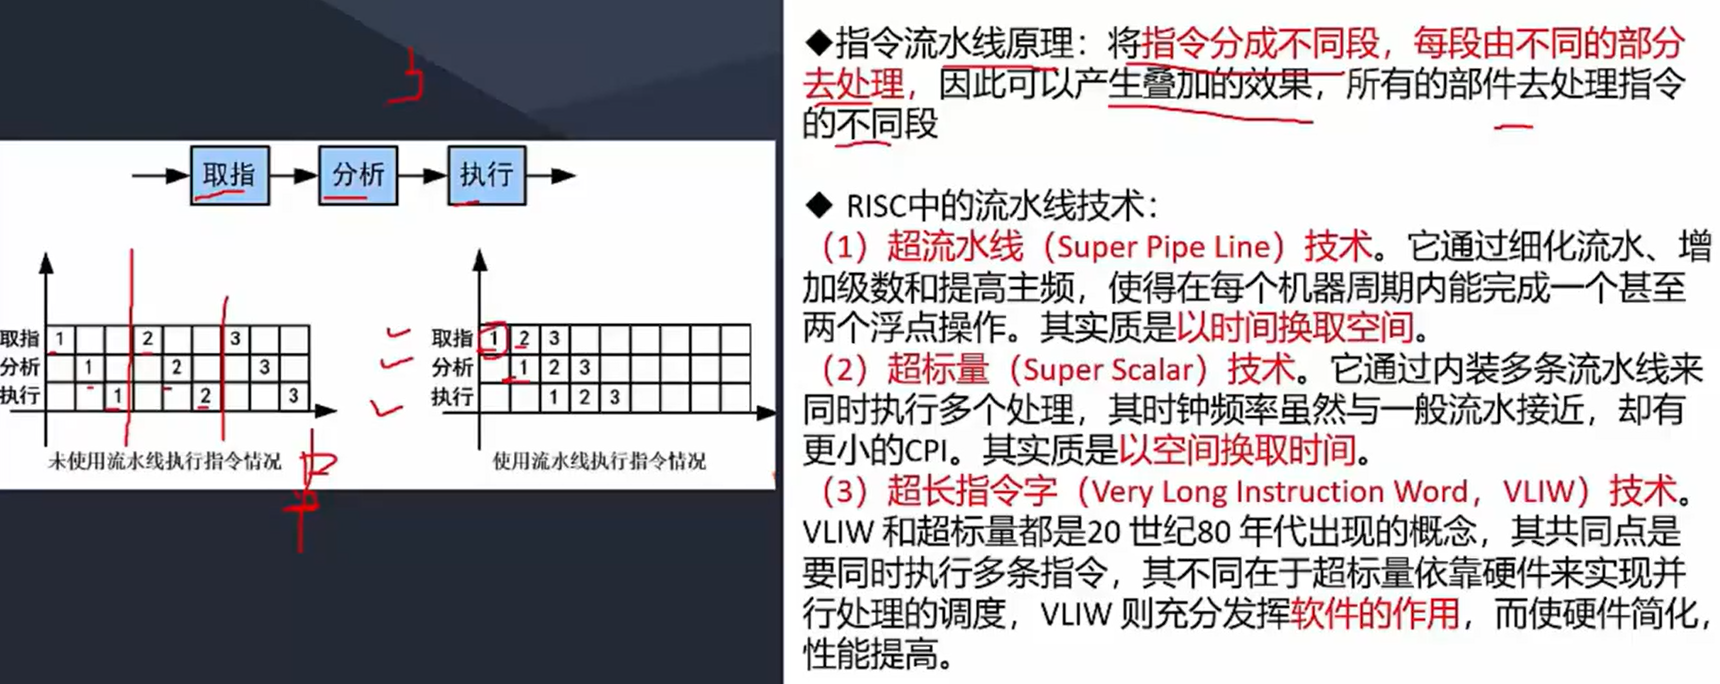 取指 分析 执行
取指 1 2 3
分析 1 2 3
执行 1 2 3
未使用流水线执行指令情况
取指 1 2 3
分析 1 2 3
执行 1 2 3
使用流水线执行指令情况
◆指令流水线原理：将指令分成不同段，每段由不同的部分
去处理，因此可以产生叠加的效果，所有的部件去处理指令
的不同段
◆ RISC中的流水线技术：
（1）超流水线（Super Pipe Line）技术。它通过细化流水、增
加级数和提高主频，使得在每个机器周期内能完成一个甚至
两个浮点操作。其实质是以时间换取空间。
（2）超标量（Super Scalar）技术。它通过内装多条流水线来
同时执行多个处理，其时钟频率虽然与一般流水接近，却有
更小的CPI。其实质是以空间换取时间。
（3）超长指令字（Very Long Instruction Word，VLIW）技术。
VLIW 和超标量都是20 世纪80 年代出现的概念，其共同点是
要同时执行多条指令，其不同在于超标量依靠硬件来实现并
行处理的调度，VLIW 则充分发挥软件的作用，而使硬件简化，
性能提高。